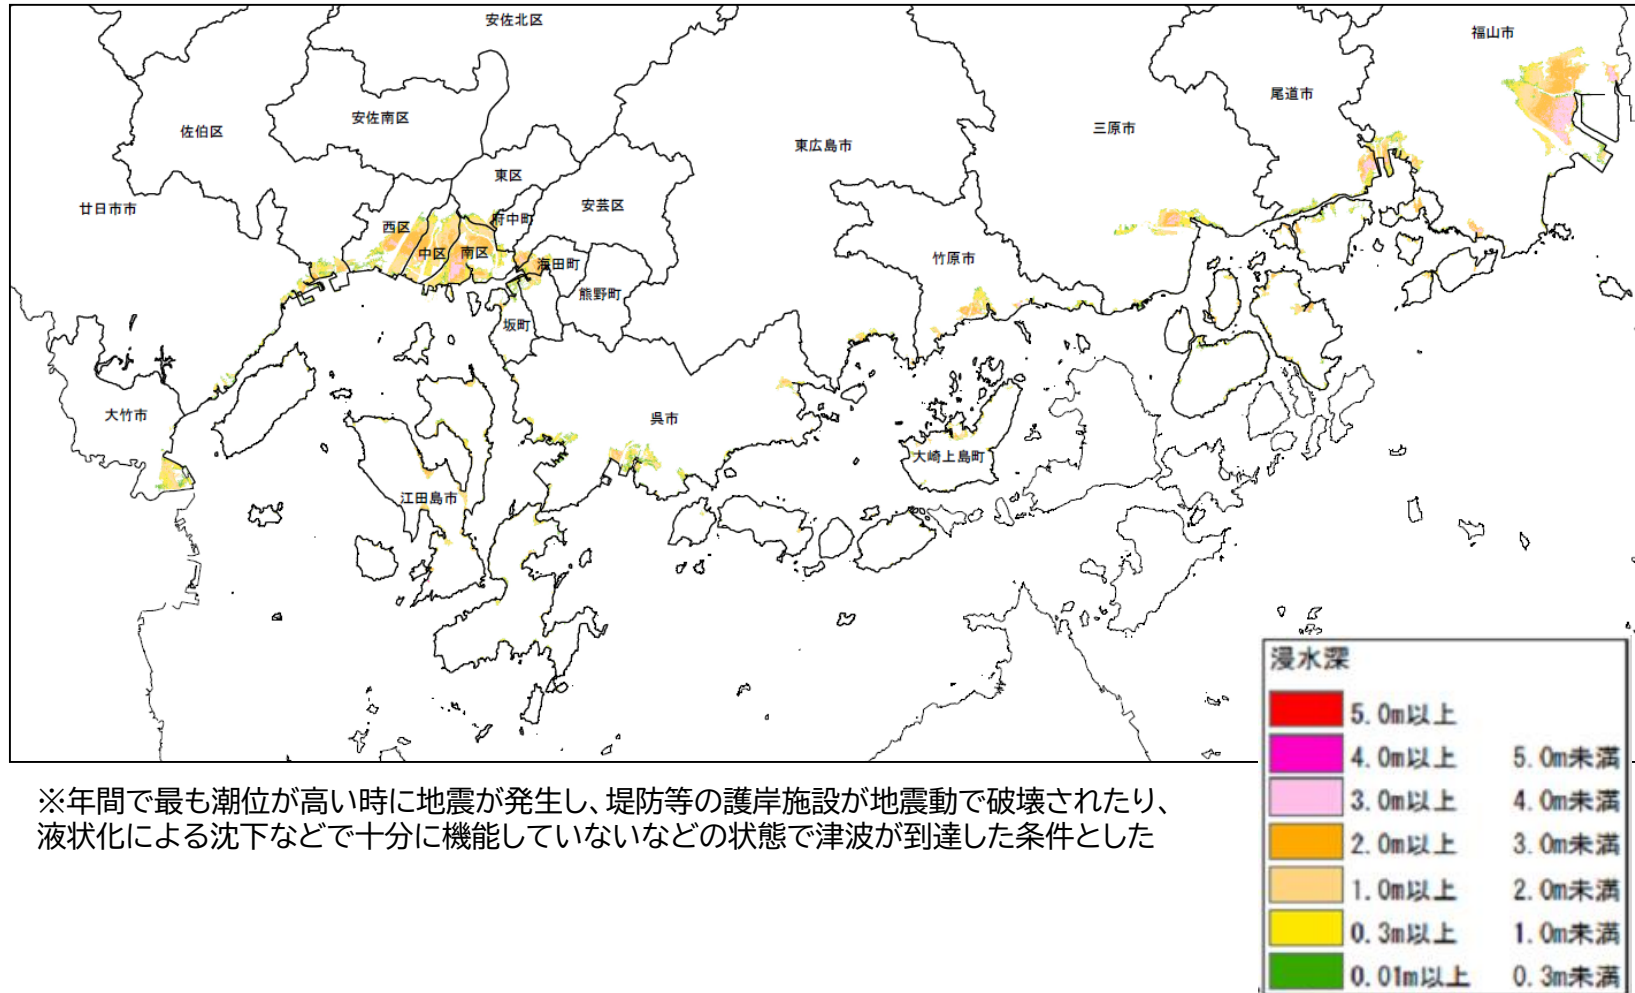 安佐北区
福山市
安佐南区
佐伯区
尾道市
三原市
東広島市
東区
安芸区
廿日市市
西区
府中町
中区
南区
海田町
竹原市
熊野町
坂町
大竹市
呉市
大崎上島町
江田島市
浸水深
5.0m以上
4.0m以上 5.0m未満
3.0m以上 4.0m未満
2.0m以上 3.0m未満
1.0m以上 2.0m未満
0.3m以上 1.0m未満
0.01m以上 0.3m未満
※年間で最も潮位が高い時に地震が発生し、堤防等の護岸施設が地震動で破壊されたり、
液状化による沈下などで十分に機能していないなどの状態で津波が到達した条件とした